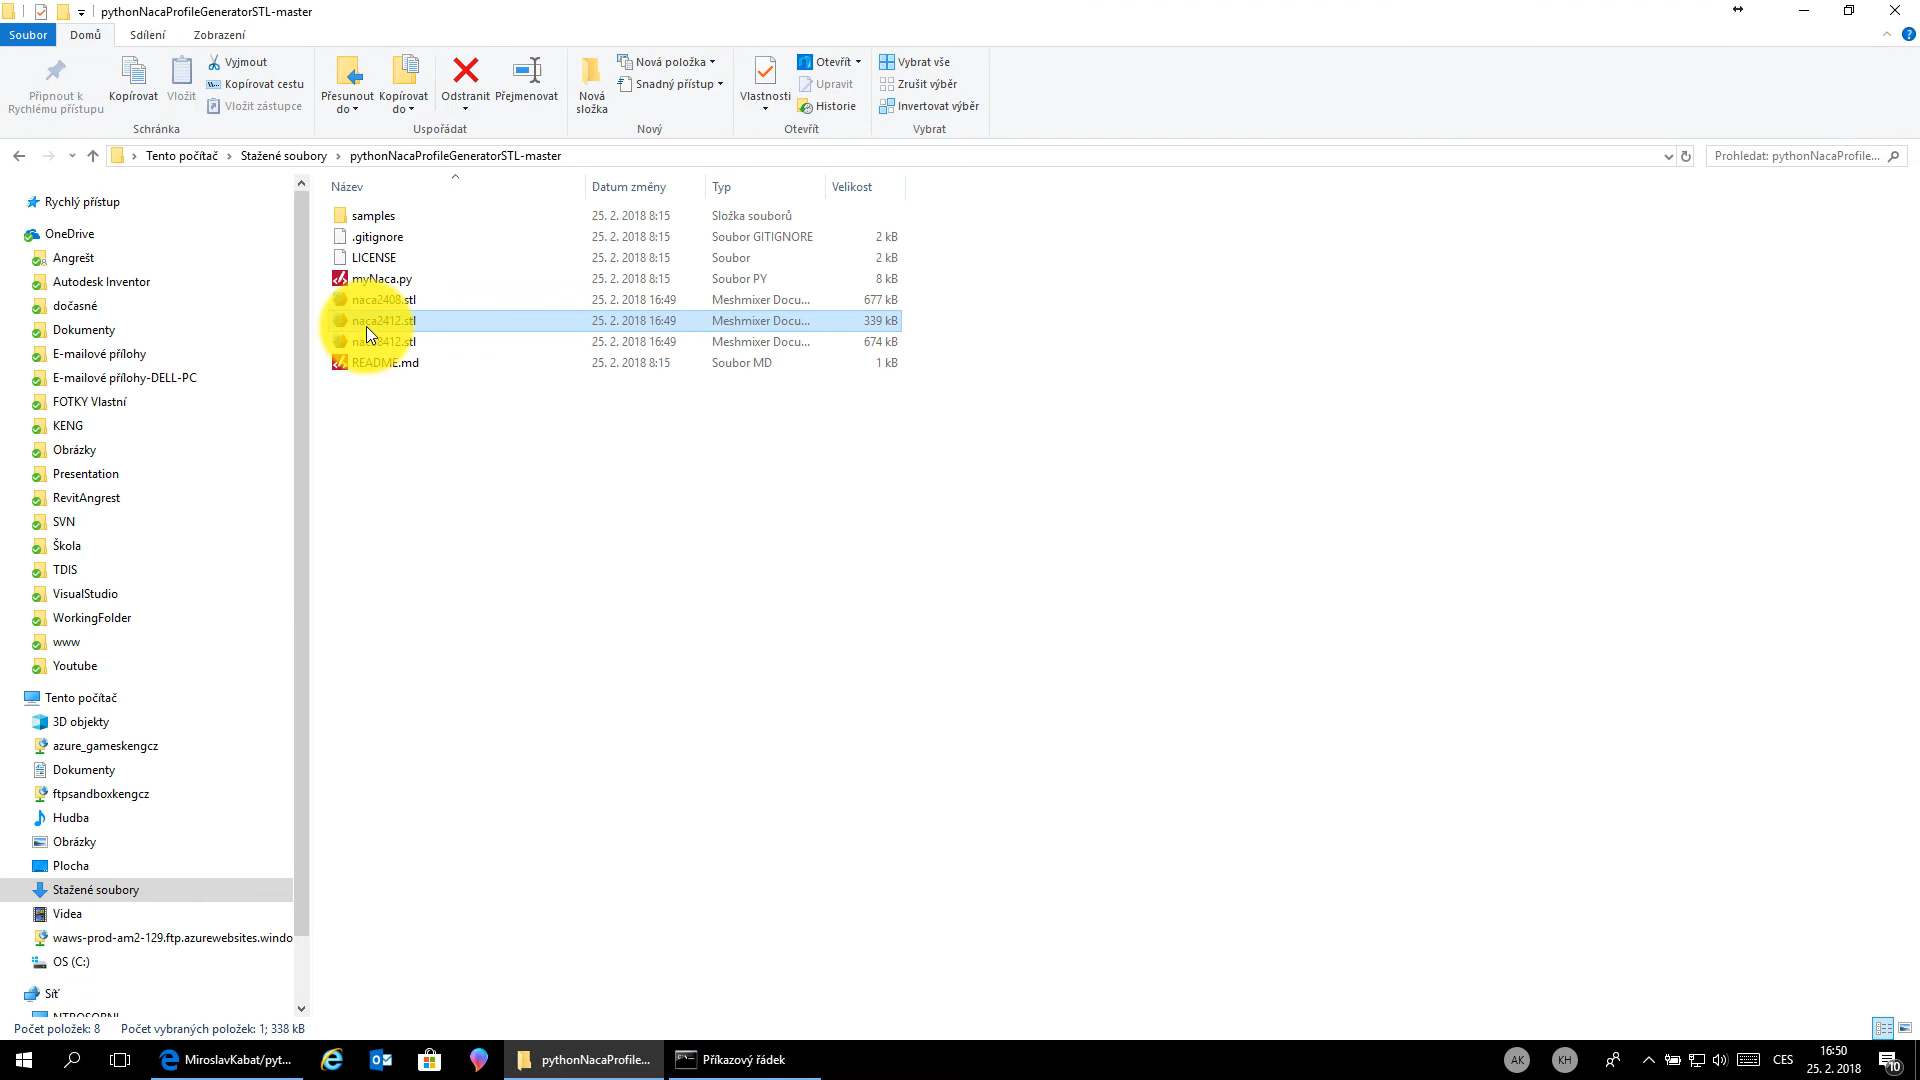 pythonNacaProfileGeneratorSTL-master
Soubor Domů Sdílení Zobrazení
Připnout k Rychlému přístupu
Kopírovat
Vložit
Vyjmout
Kopírovat cestu
Vložit zástupce
Schránka
Přesunout do
Kopírovat do
Odstranit
Přejmenovat
Uspořádat
Nová složka
Nová položka
Snadný přístup
Nový
Vlastnosti
Otevřít
Upravit
Historie
Otevřít
Vybrat vše
Zrušit výběr
Invertovat výběr
Vybrat
Tento počítač > Stažené soubory > pythonNacaProfileGeneratorSTL-master
Prohledat: pythonNacaProfile...
Rychlý přístup
OneDrive
Angrešt
Autodesk Inventor
dočasné
Dokumenty
E-mailové přílohy
E-mailové přílohy-DELL-PC
FOTKY Vlastní
KENG
Obrázky
Presentation
RevitAngrest
SVN
Škola
TDIS
VisualStudio
WorkingFolder
www
Youtube
Tento počítač
3D objekty
azure_gameskengcz
Dokumenty
ftpsandboxkengcz
Hudba
Obrázky
Plocha
Stažené soubory
Videa
waws-prod-am2-129.ftp.azurewebsites.windo
OS (C:)
Síť
NTBOSOBNI
Název Datum změny Typ Velikost
samples 25. 2. 2018 8:15 Složka souborů
.gitignore 25. 2. 2018 8:15 Soubor GITIGNORE 2 kB
LICENSE 25. 2. 2018 8:15 Soubor 2 kB
myNaca.py 25. 2. 2018 8:15 Soubor PY 8 kB
naca2408.stl 25. 2. 2018 16:49 Meshmixer Docu... 677 kB
naca2412.stl 25. 2. 2018 16:49 Meshmixer Docu... 339 kB
naca8412.stl 25. 2. 2018 16:49 Meshmixer Docu... 674 kB
README.md 25. 2. 2018 8:15 Soubor MD 1 kB
Počet položek: 8 Počet vybraných položek: 1; 338 kB
MiroslavKabat/pyt...
pythonNacaProfile...
Příkazový řádek
AK
KH
CES
16:50
25. 2. 2018
10